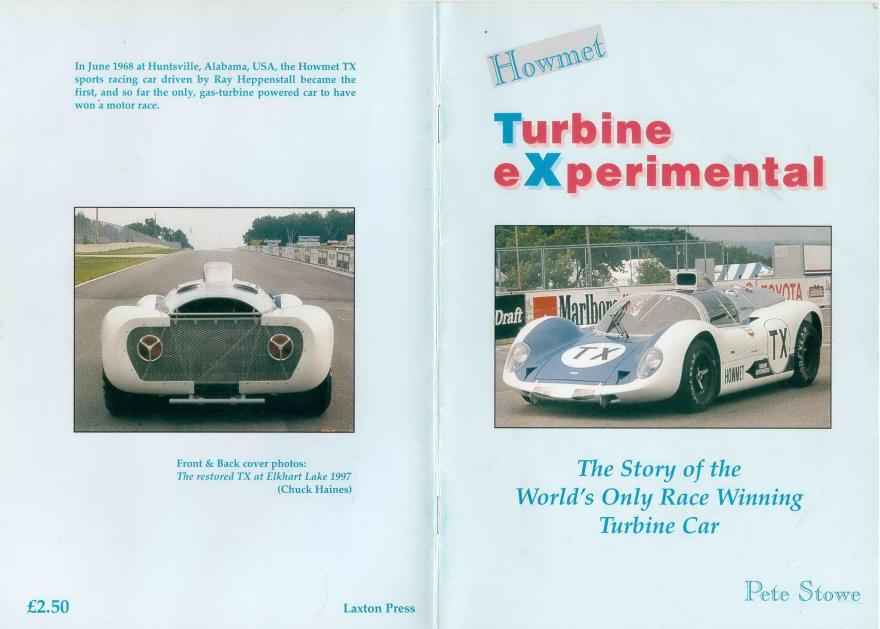 In June 1968 at Huntsville, Alabama, USA, the Howmet TX
sports racing car driven by Ray Heppenstall became the
first, and so far the only, gas-turbine powered car to have
won a motor race.
Front & Back cover photos:
The restored TX at Elkhart Lake 1997
(Chuck Haines)
£2.50
Laxton Press
Howmet
Turbine
eXperimental
Draft
Marlboro
TOYOTA
TX
TX
HOWMET
GOODYEAR
The Story of the
World's Only Race Winning
Turbine Car
Pete Stowe